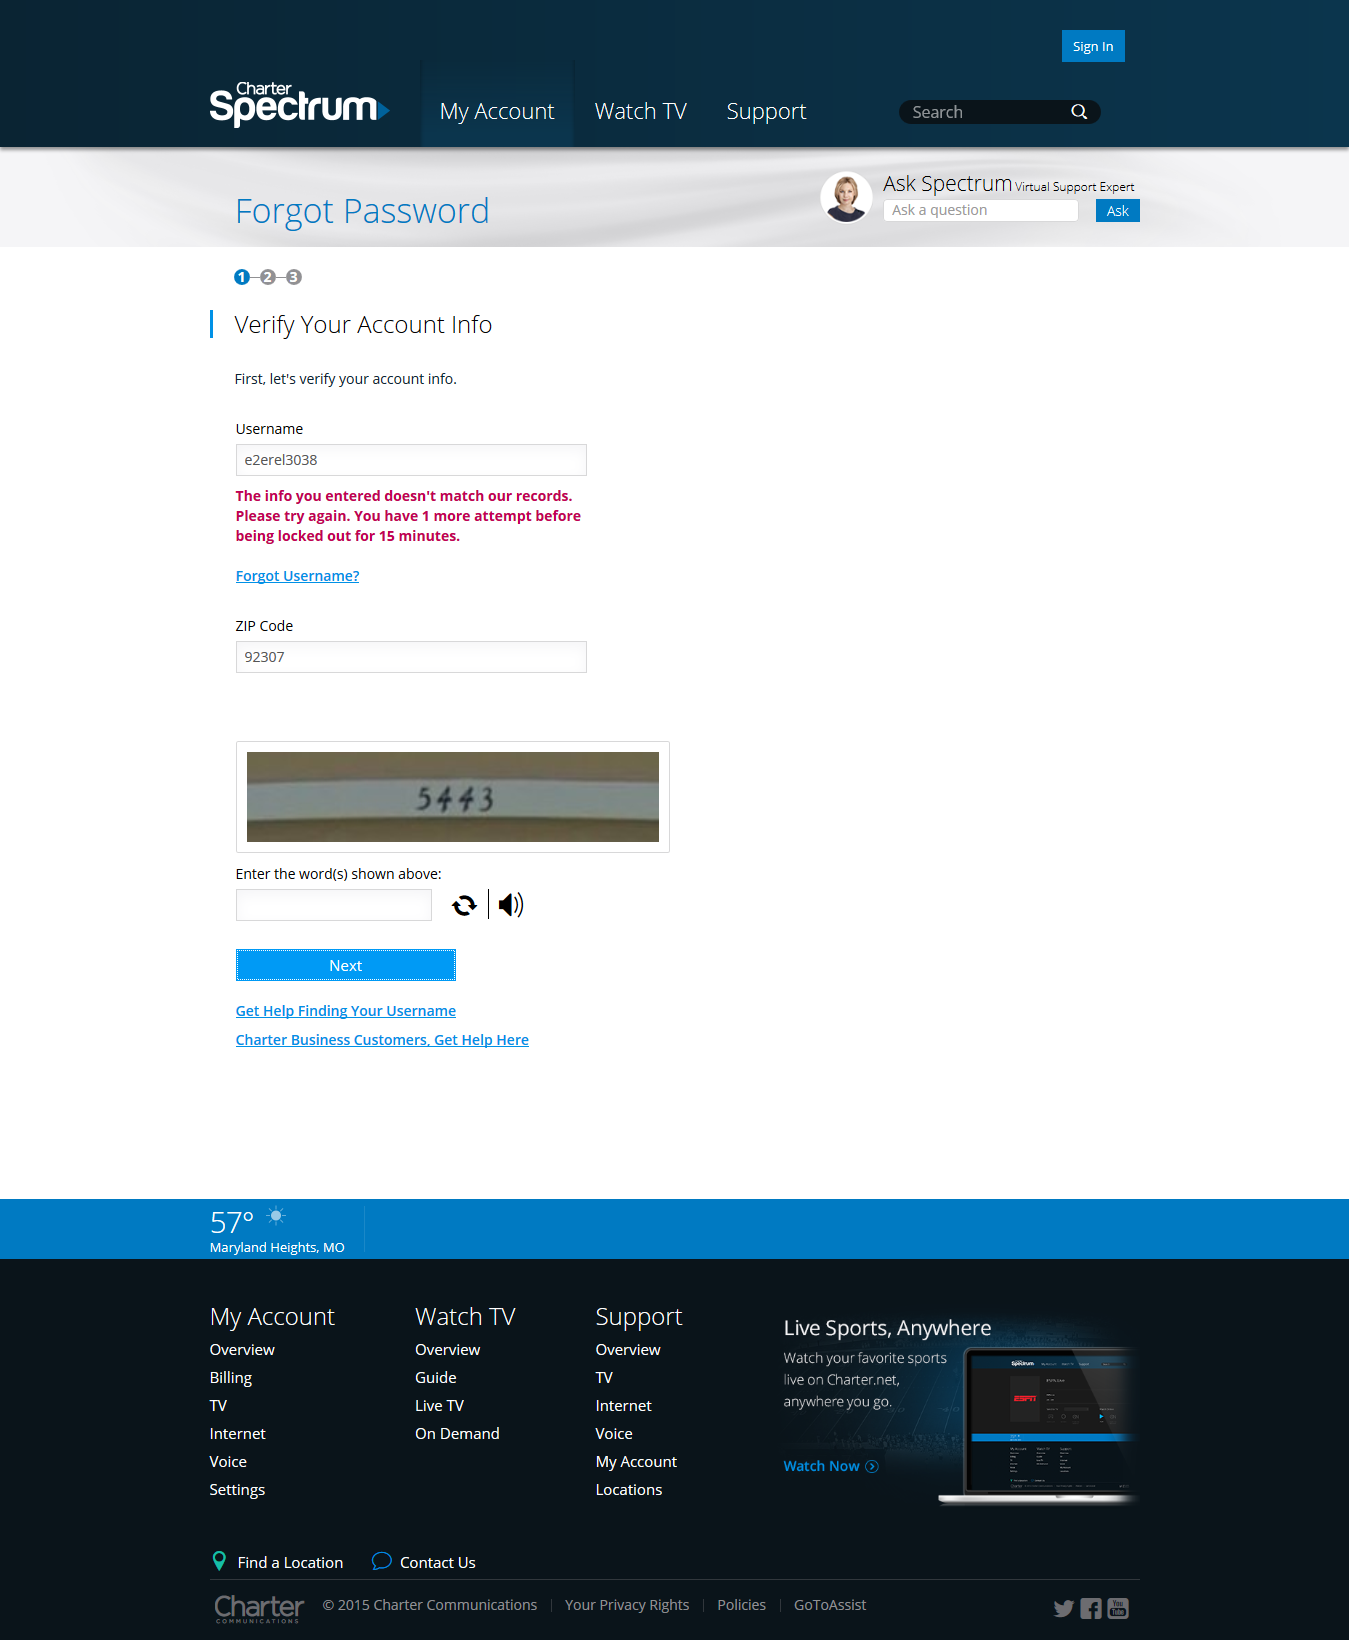 Sign In
Charter
Spectrum
My Account
Watch TV
Support
Search
Forgot Password
Ask Spectrum Virtual Support Expert
Ask a question
Ask
1 2 3
Verify Your Account Info
First, let's verify your account info.
Username
e2erel3038
The info you entered doesn't match our records.
Please try again. You have 1 more attempt before
being locked out for 15 minutes.
Forgot Username?
ZIP Code
92307
5443
Enter the word(s) shown above:
Next
Get Help Finding Your Username
Charter Business Customers, Get Help Here
57°
Maryland Heights, MO
My Account
Overview
Billing
TV
Internet
Voice
Settings
Watch TV
Overview
Guide
Live TV
On Demand
Support
Overview
TV
Internet
Voice
My Account
Locations
Live Sports, Anywhere
Watch your favorite sports
live on Charter.net,
anywhere you go.
Watch Now
Spectrum
ESPN
Find a Location
Contact Us
Charter
COMMUNICATIONS
© 2015 Charter Communications
Your Privacy Rights
Policies
GoToAssist
You
Tube